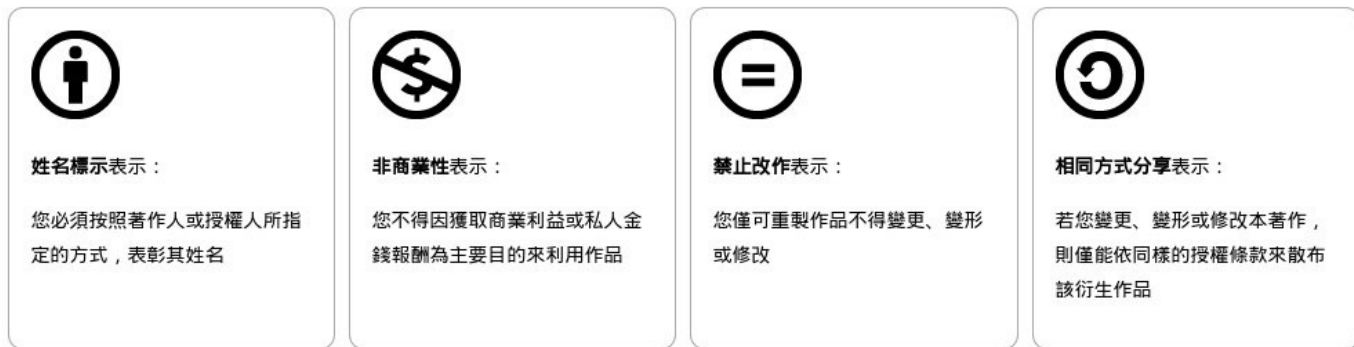 姓名標示表示：
您必須按照著作人或授權人所指
定的方式，表彰其姓名
非商業性表示：
您不得因獲取商業利益或私人金
錢報酬為主要目的來利用作品
禁止改作表示：
您僅可重製作品不得變更、變形
或修改
相同方式分享表示：
若您變更、變形或修改本著作，
則僅能依同樣的授權條款來散布
該衍生作品